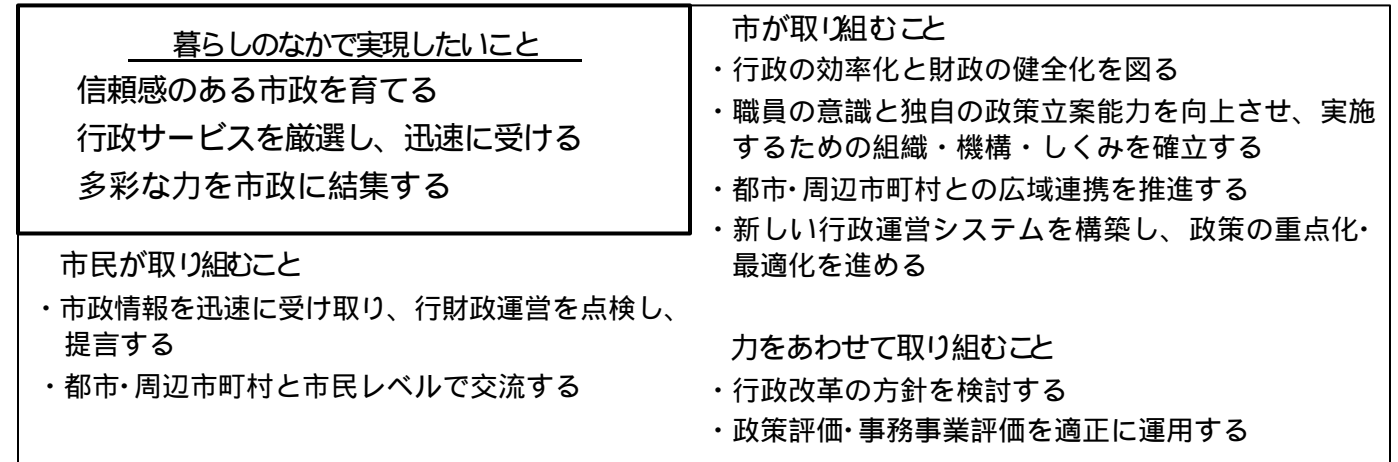 暮らしのなかで実現したいこと
信頼感のある市政を育てる
行政サービスを厳選し、迅速に受ける
多彩な力を市政に結集する
市民が取り組むこと
・市政情報を迅速に受け取り、行財政運営を点検し、
提言する
・都市・周辺市町村と市民レベルで交流する
市が取り組むこと
・行政の効率化と財政の健全化を図る
・職員の意識と独自の政策立案能力を向上させ、実施
するための組織・機構・しくみを確立する
・都市・周辺市町村との広域連携を推進する
・新しい行政運営システムを構築し、政策の重点化・
最適化を進める
力をあわせて取り組むこと
・行政改革の方針を検討する
・政策評価・事務事業評価を適正に運用する